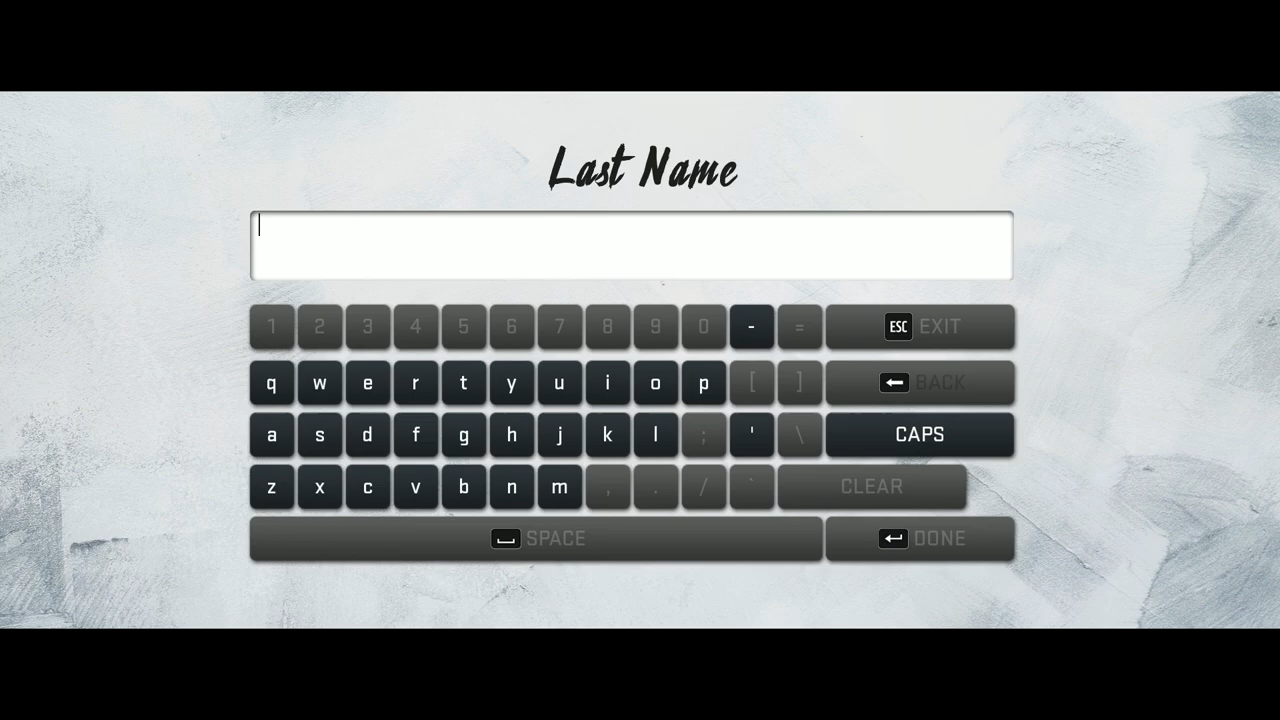 Last Name
1 2 3 4 5 6 7 8 9 0 - = ESC EXIT
q w e r t y u i o p [ ] BACK
a s d f g h j k l ; ' \ CAPS
z x c v b n m , . / ` CLEAR
SPACE DONE